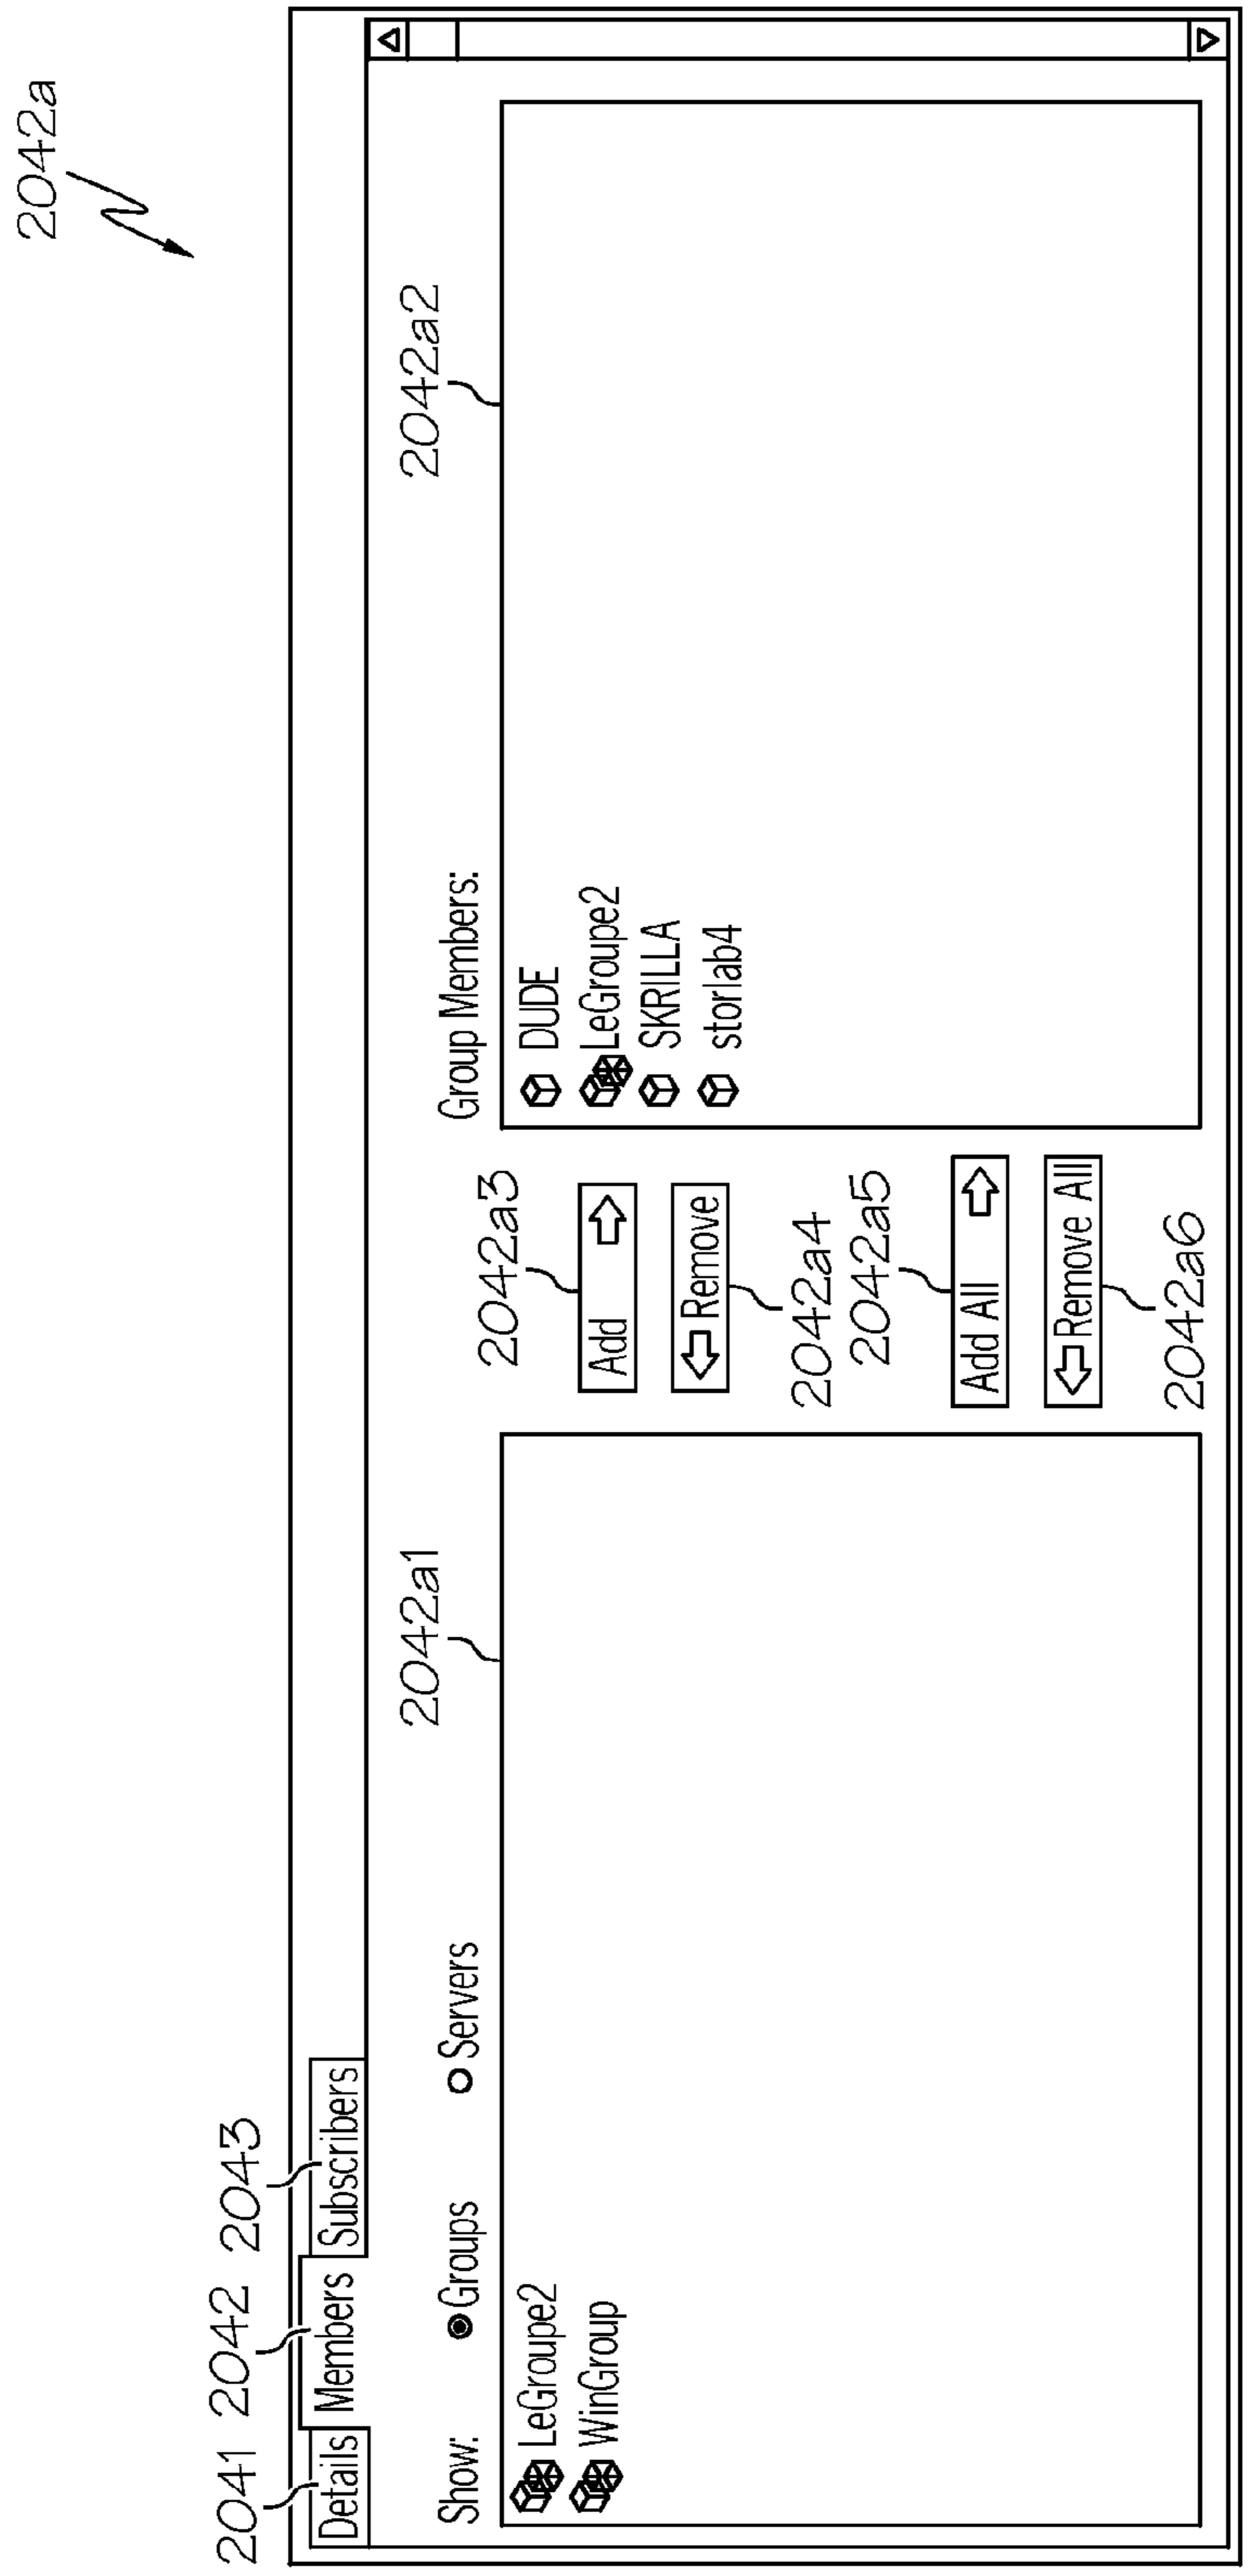 2042a
2041
2042
2043
Details
Members
Subscribers
Show:
Groups
Servers
2042a1
LeGroupe2
WinGroup
2042a3
Add
Remove
2042a4
2042a5
Add All
Remove All
2042a6
2042a2
Group Members:
DUDE
LeGroupe2
SKRILLA
storlab4